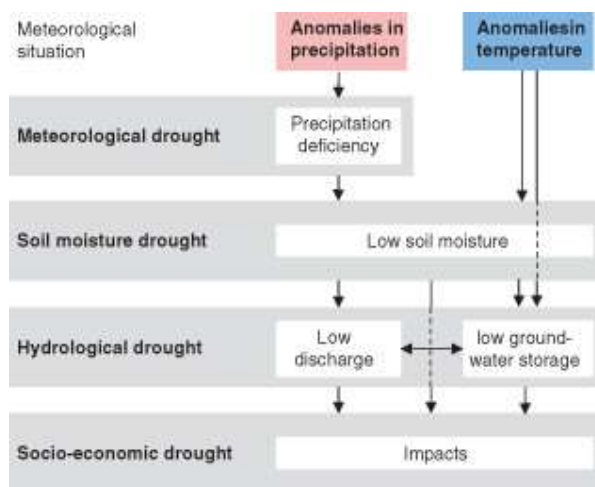 Meteorological
situation
Anomalies in
precipitation
Anomaliesin
temperature
Meteorological drought
Precipitation
deficiency
Soil moisture drought
Low soil moisture
Hydrological drought
Low
discharge
low ground-
water storage
Socio-economic drought
Impacts